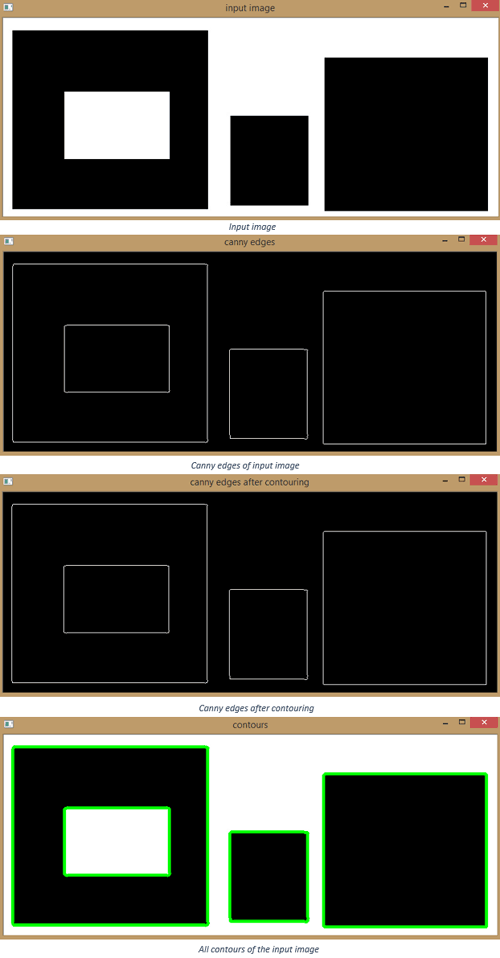 input image
Input image
canny edges
Canny edges of input image
canny edges after contouring
Canny edges after contouring
contours
All contours of the input image